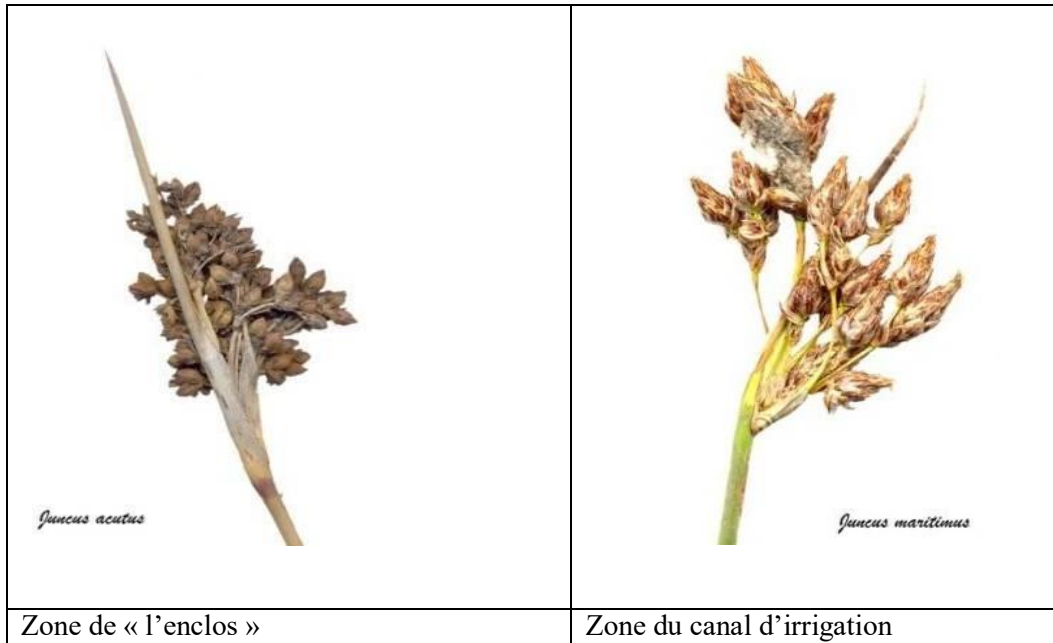 Juncus acutus
Juncus maritimus
Zone de « l’enclos »
Zone du canal d’irrigation